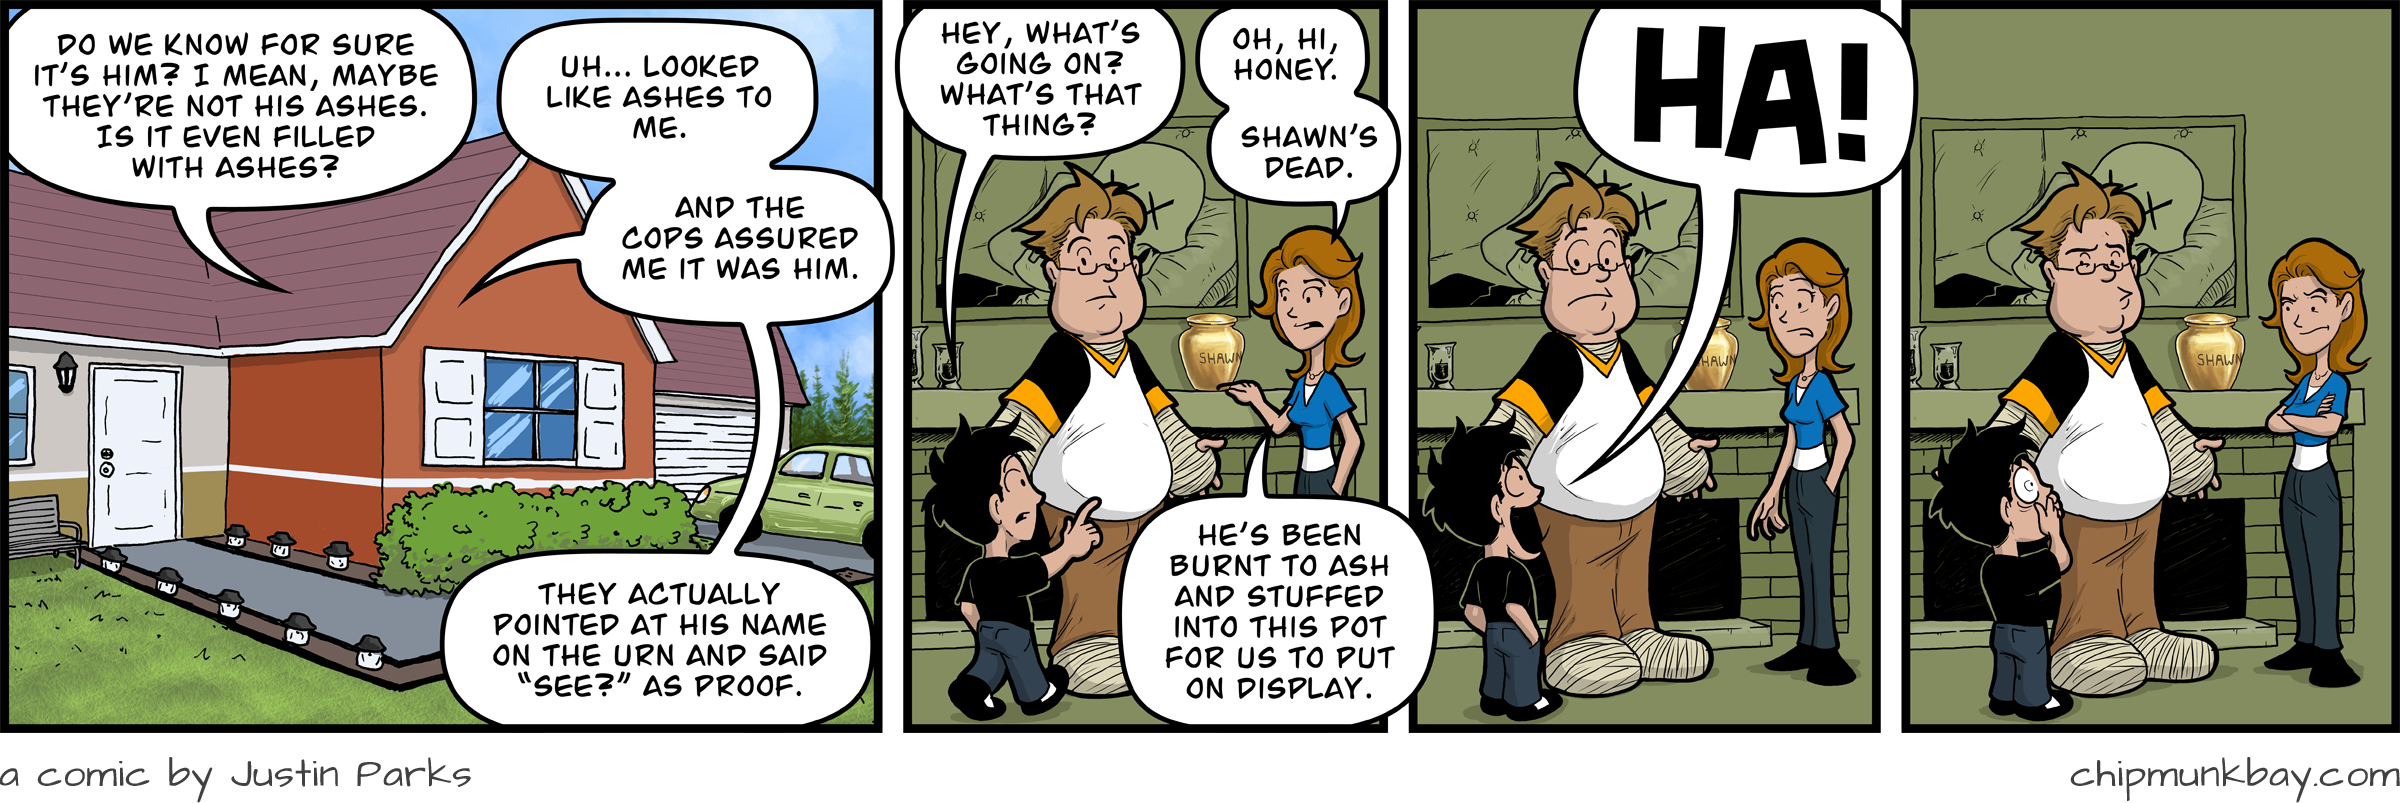 DO WE KNOW FOR SURE
IT'S HIM? I MEAN, MAYBE
THEY'RE NOT HIS ASHES.
IS IT EVEN FILLED
WITH ASHES?
UH... LOOKED
LIKE ASHES TO
ME.
AND THE
COPS ASSURED
ME IT WAS HIM.
THEY ACTUALLY
POINTED AT HIS NAME
ON THE URN AND SAID
"SEE?" AS PROOF.
HEY, WHAT'S
GOING ON?
WHAT'S THAT
THING?
OH, HI,
HONEY.
SHAWN'S
DEAD.
SHAWN
HE'S BEEN
BURNT TO ASH
AND STUFFED
INTO THIS POT
FOR US TO PUT
ON DISPLAY.
HA!
HAWN
SHAWN
a comic by Justin Parks
chipmunkbay.com